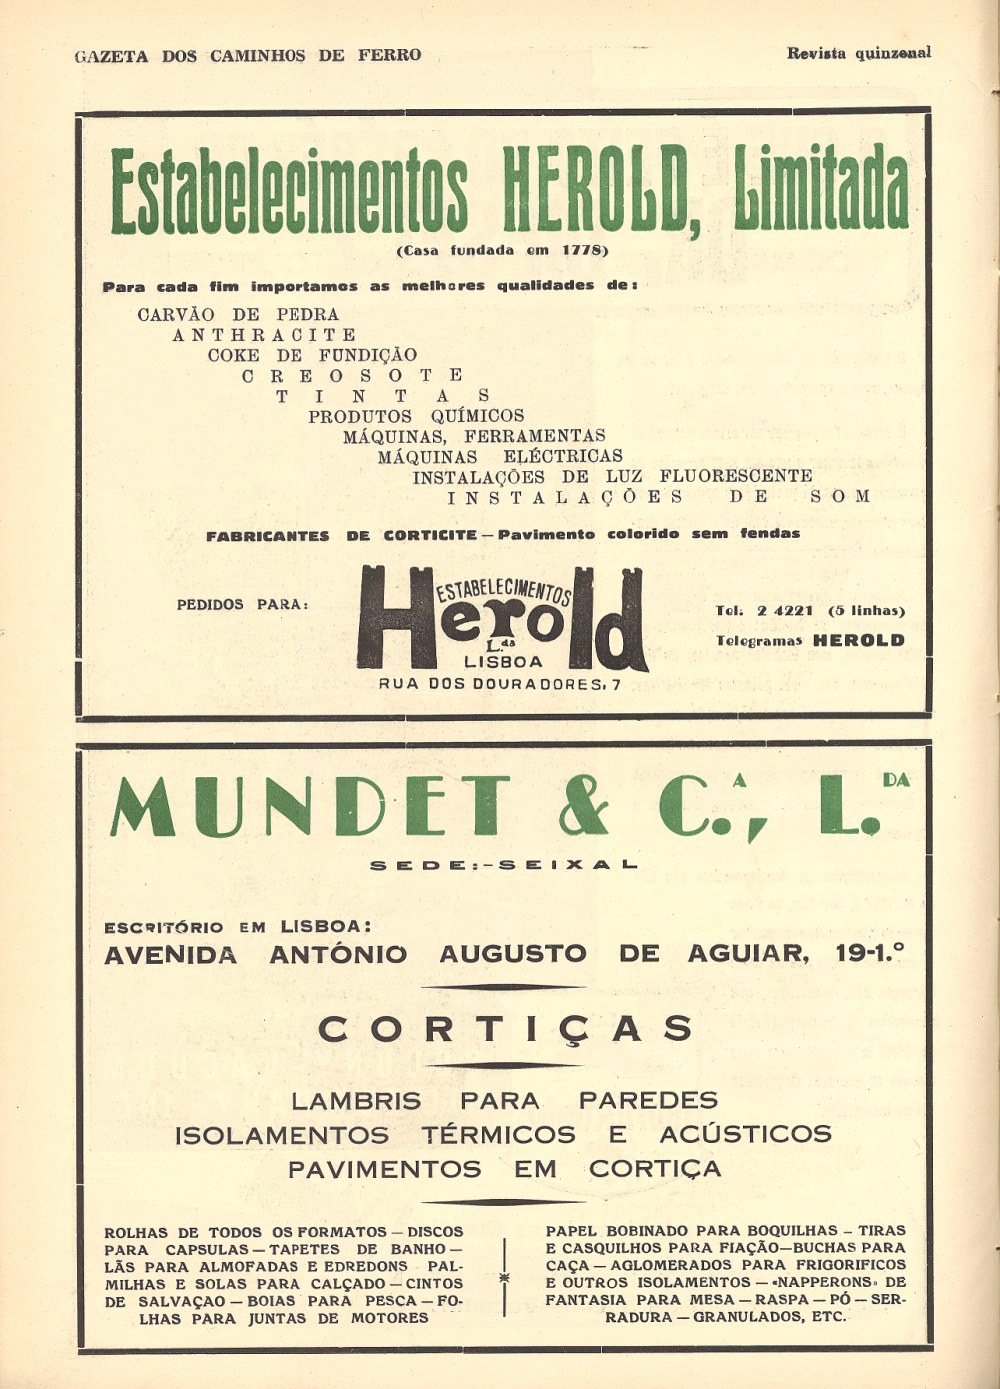 GAZETA DOS CAMINHOS DE FERRO
Revista quinzenal
Estabelecimentos HEROLD, Limitada
(Casa fundada em 1778)
Para cada fim importamos as melhores qualidades de:
CARVÃO DE PEDRA
ANTHRACITE
COKE DE FUNDIÇÃO
CREOSOTE
TINTAS
PRODUTOS QUÍMICOS
MÁQUINAS, FERRAMENTAS
MÁQUINAS ELÉCTRICAS
INSTALAÇÕES DE LUZ FLUORESCENTE
INSTALAÇÕES DE SOM
FABRICANTES DE CORTICITE — Pavimento colorido sem fendas
PEDIDOS PARA:
ESTABELECIMENTOS
Herold
L.da
LISBOA
RUA DOS DOURADORES, 7
Tel. 2 4221 (5 linhas)
Telegramas HEROLD
MUNDET & C.A, L.DA
SEDE:-SEIXAL
ESCRITÓRIO EM LISBOA:
AVENIDA ANTÓNIO AUGUSTO DE AGUIAR, 19-1.º
CORTIÇAS
LAMBRIS PARA PAREDES
ISOLAMENTOS TÉRMICOS E ACÚSTICOS
PAVIMENTOS EM CORTIÇA
ROLHAS DE TODOS OS FORMATOS — DISCOS
PARA CAPSULAS — TAPETES DE BANHO —
LÃS PARA ALMOFADAS E EDREDONS PAL-
MILHAS E SOLAS PARA CALÇADO — CINTOS
DE SALVAÇAO — BOIAS PARA PESCA — FO-
LHAS PARA JUNTAS DE MOTORES
PAPEL BOBINADO PARA BOQUILHAS — TIRAS
E CASQUILHOS PARA FIAÇÃO—BUCHAS PARA
CAÇA — AGLOMERADOS PARA FRIGORIFICOS
E OUTROS ISOLAMENTOS — «NAPPERONS» DE
FANTASIA PARA MESA — RASPA — PÓ — SER-
RADURA — GRANULADOS, ETC.